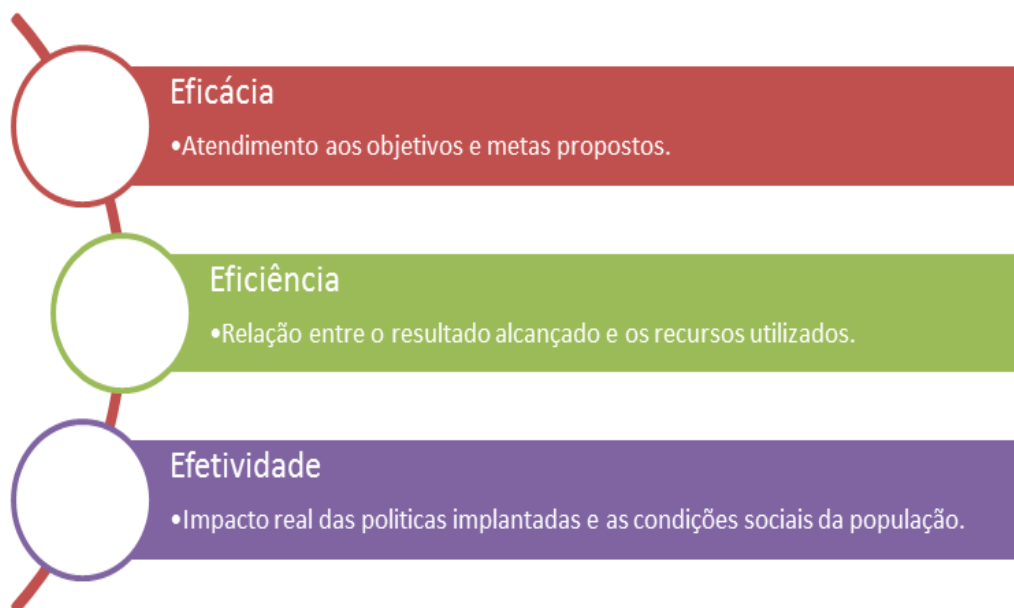 Eficácia
•Atendimento aos objetivos e metas propostos.
Eficiência
•Relação entre o resultado alcançado e os recursos utilizados.
Efetividade
•Impacto real das politicas implantadas e as condições sociais da população.